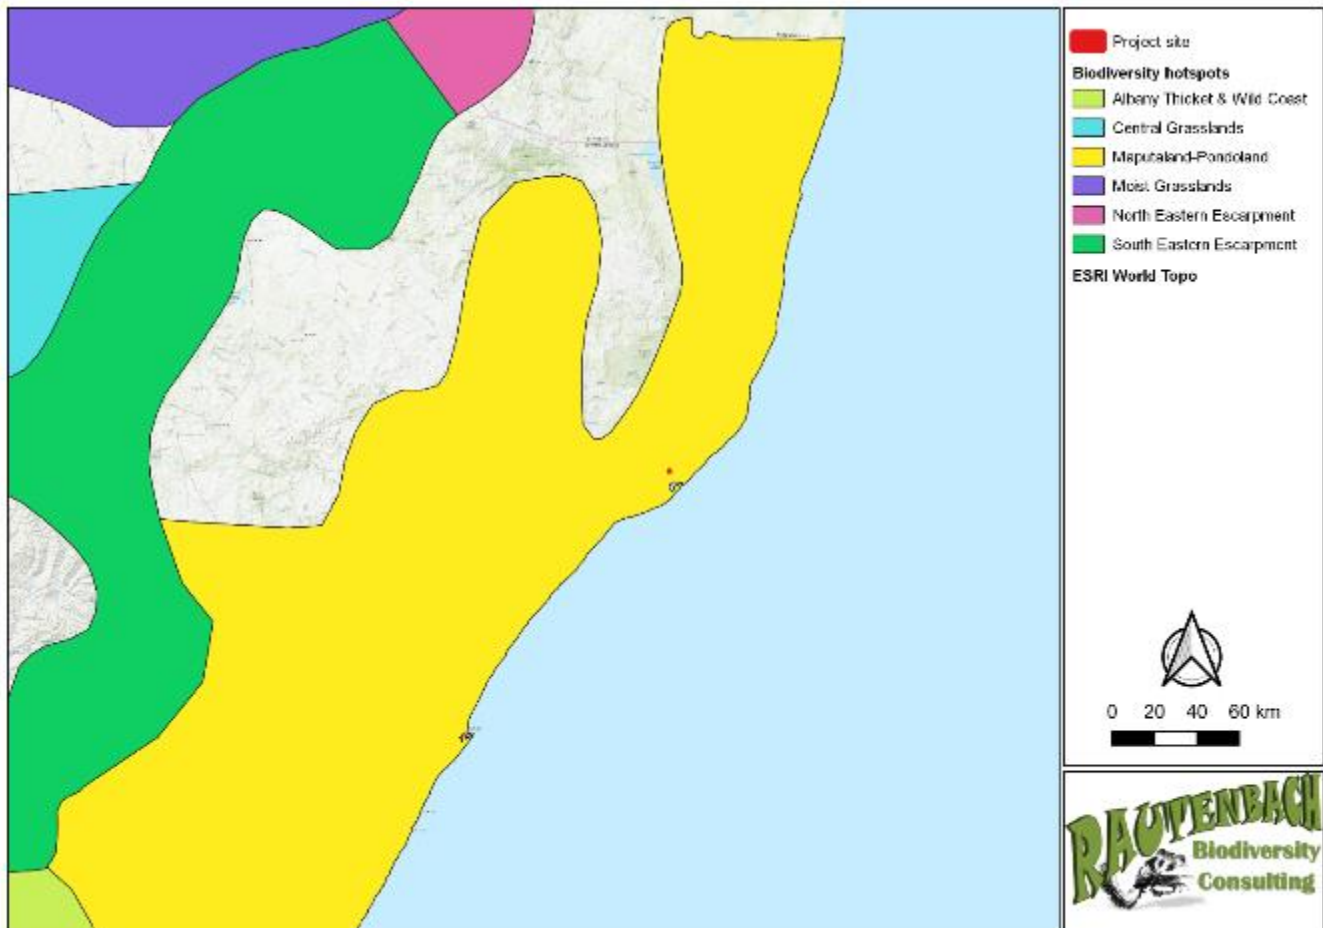 Project site
Biodiversity hotspots
Albany Thicket & Wild Coast
Central Grasslands
Maputaland-Pondoland
Moist Grasslands
North Eastern Escarpment
South Eastern Escarpment
ESRI World Topo
0 20 40 60 km
RAUTENBACH
Biodiversity
Consulting